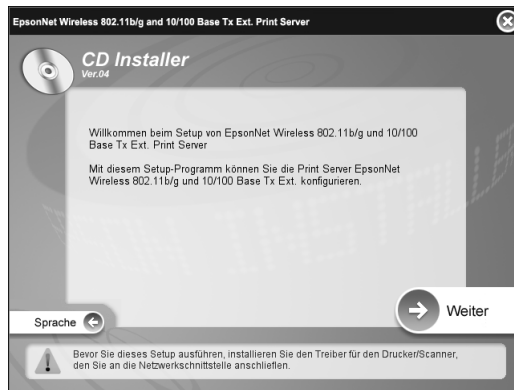 EpsonNet Wireless 802.11b/g and 10/100 Base Tx Ext. Print Server
CD Installer
Ver.04
Willkommen beim Setup von EpsonNet Wireless 802.11b/g und 10/100
Base Tx Ext. Print Server
Mit diesem Setup-Programm können Sie die Print Server EpsonNet
Wireless 802.11b/g und 10/100 Base Tx Ext. konfigurieren.
Weiter
Sprache
Bevor Sie dieses Setup ausführen, installieren Sie den Treiber für den Drucker/Scanner,
den Sie an die Netzwerkschnittstelle anschließen.